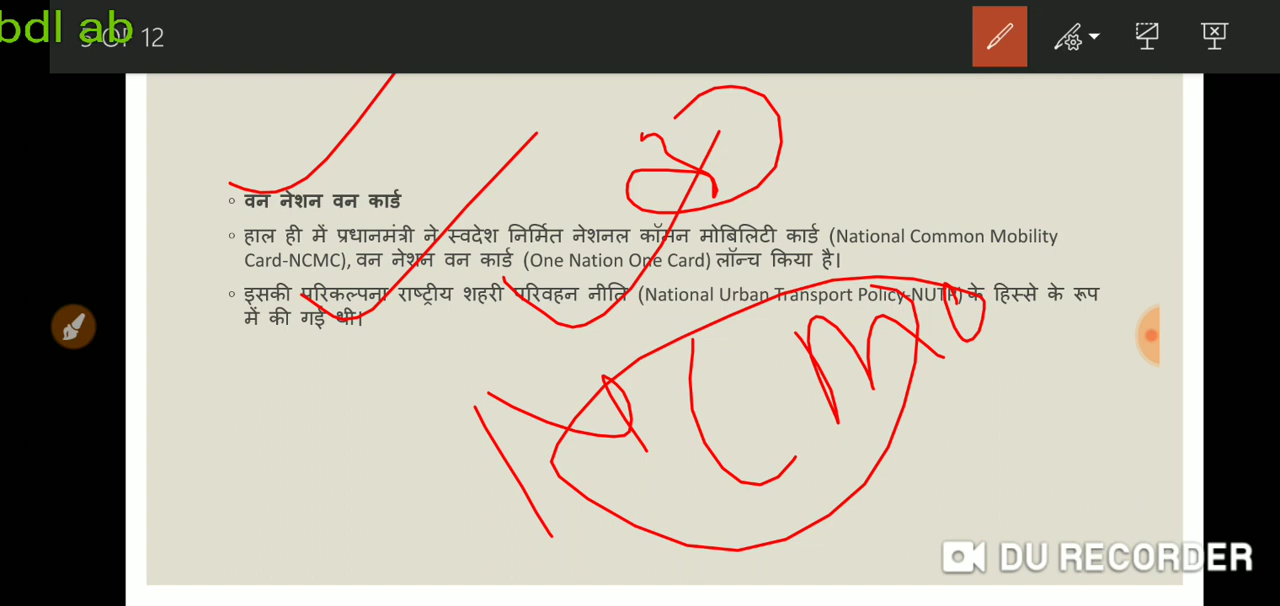 bdl ab
9 OF 12
वन नेशन वन कार्ड
हाल ही में प्रधानमंत्री ने स्वदेश निर्मित नेशनल कॉमन मोबिलिटी कार्ड (National Common Mobility
Card-NCMC), वन नेशन वन कार्ड (One Nation One Card) लॉन्च किया है।
इसकी परिकल्पना राष्ट्रीय शहरी परिवहन नीति (National Urban Transport Policy-NUTP) के हिस्से के रूप
में की गई थी।
DU RECORDER